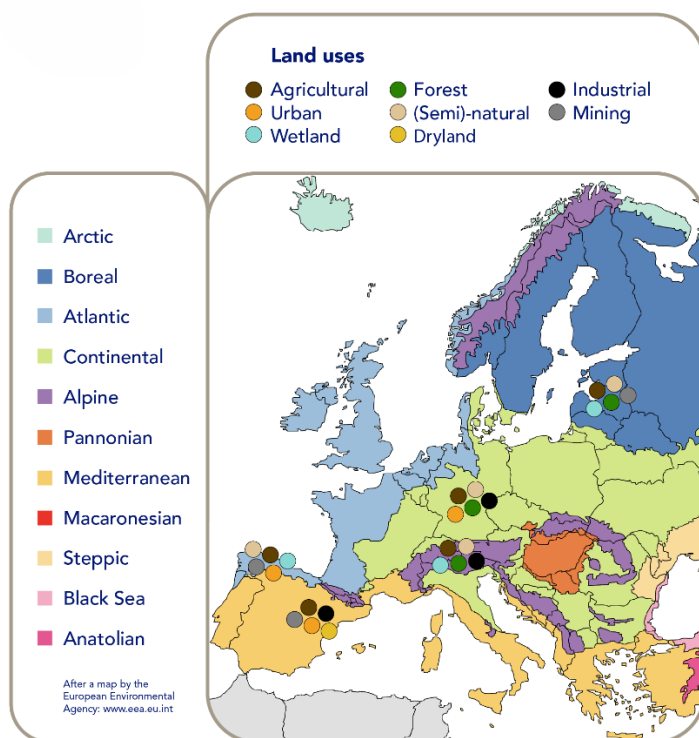 Land uses
Agricultural Forest Industrial
Urban (Semi)-natural Mining
Wetland Dryland
Arctic
Boreal
Atlantic
Continental
Alpine
Pannonian
Mediterranean
Macaronesian
Steppic
Black Sea
Anatolian
After a map by the
European Environmental
Agency: www.eea.eu.int